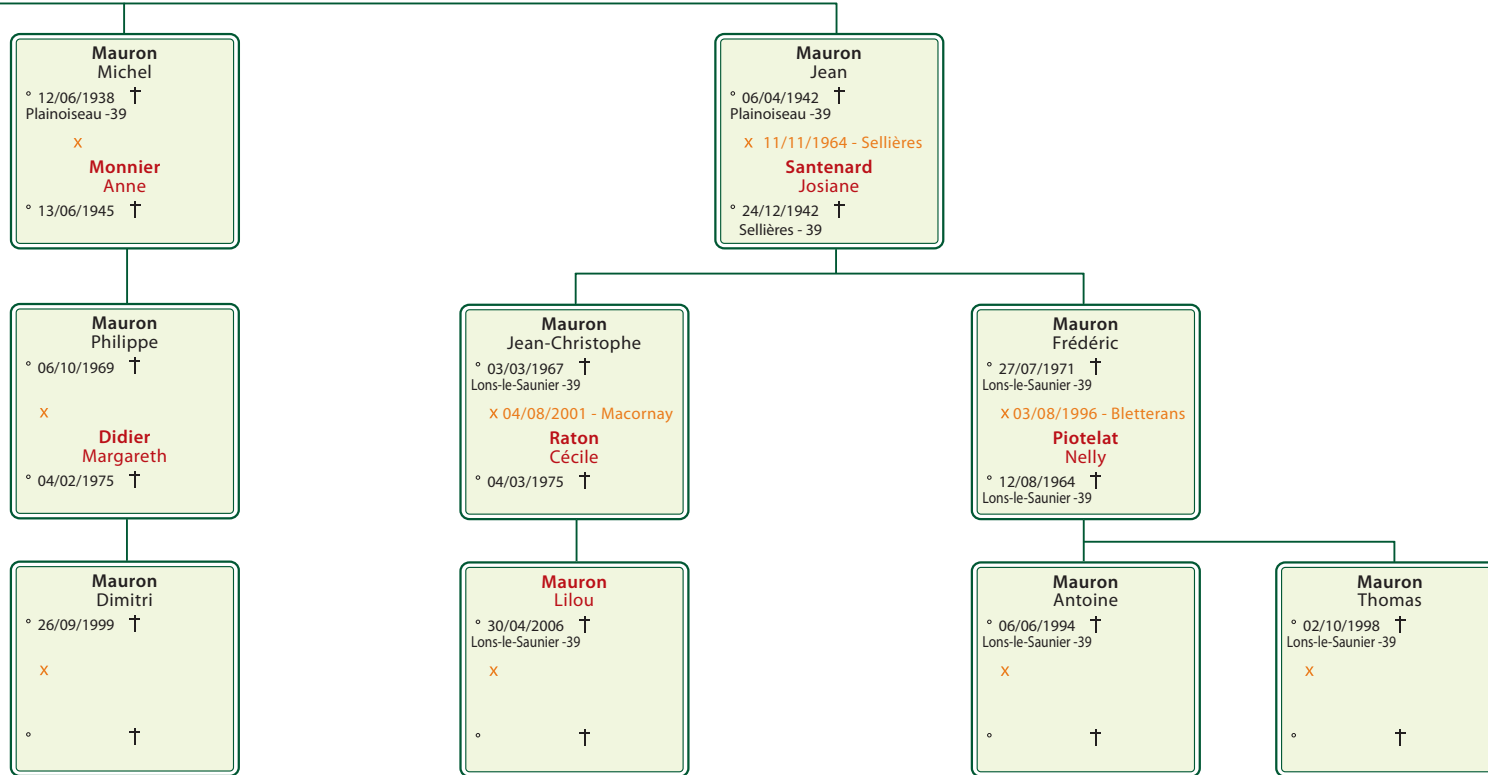 Mauron
Michel
° 12/06/1938 †
Plainoiseau -39
x
Monnier
Anne
° 13/06/1945 †
Mauron
Jean
° 06/04/1942 †
Plainoiseau -39
x 11/11/1964 - Sellières
Santenard
Josiane
° 24/12/1942 †
Sellières - 39
Mauron
Philippe
° 06/10/1969 †
x
Didier
Margareth
° 04/02/1975 †
Mauron
Jean-Christophe
° 03/03/1967 †
Lons-le-Saunier -39
x 04/08/2001 - Macornay
Raton
Cécile
° 04/03/1975 †
Mauron
Frédéric
° 27/07/1971 †
Lons-le-Saunier -39
x 03/08/1996 - Bletterans
Piotelat
Nelly
° 12/08/1964 †
Lons-le-Saunier -39
Mauron
Dimitri
° 26/09/1999 †
x
° †
Mauron
Lilou
° 30/04/2006 †
Lons-le-Saunier -39
x
° †
Mauron
Antoine
° 06/06/1994 †
Lons-le-Saunier -39
x
° †
Mauron
Thomas
° 02/10/1998 †
Lons-le-Saunier -39
x
° †